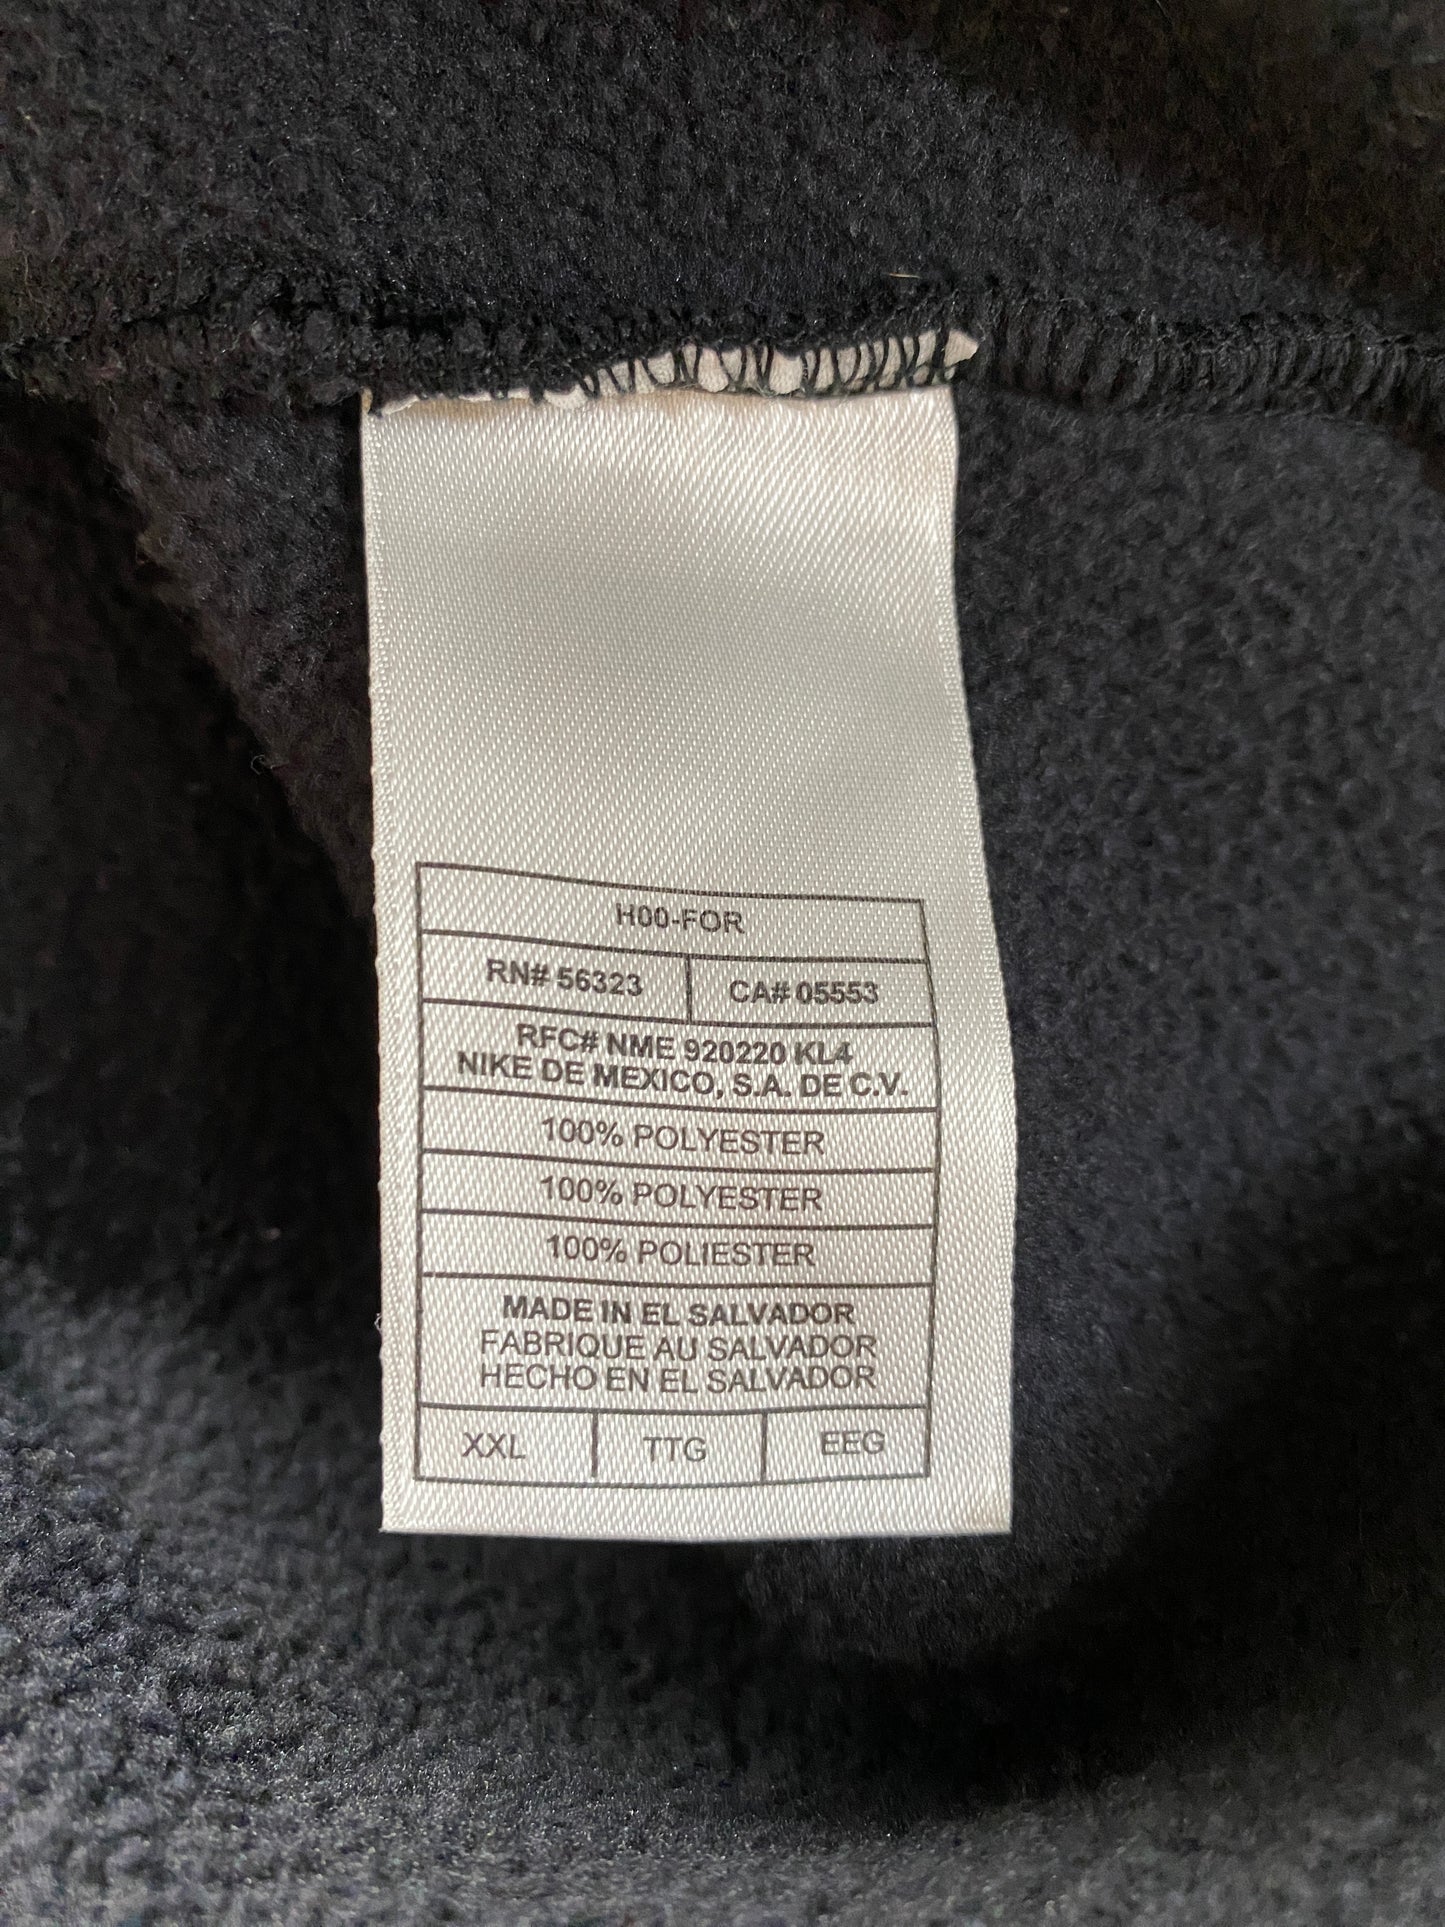 H00-FOR
RN# 56323 CA# 05553
RFC# NME 920220 KL4
NIKE DE MEXICO, S.A. DE C.V.
100% POLYESTER
100% POLYESTER
100% POLIESTER
MADE IN EL SALVADOR
FABRIQUE AU SALVADOR
HECHO EN EL SALVADOR
XXL TTG EEG